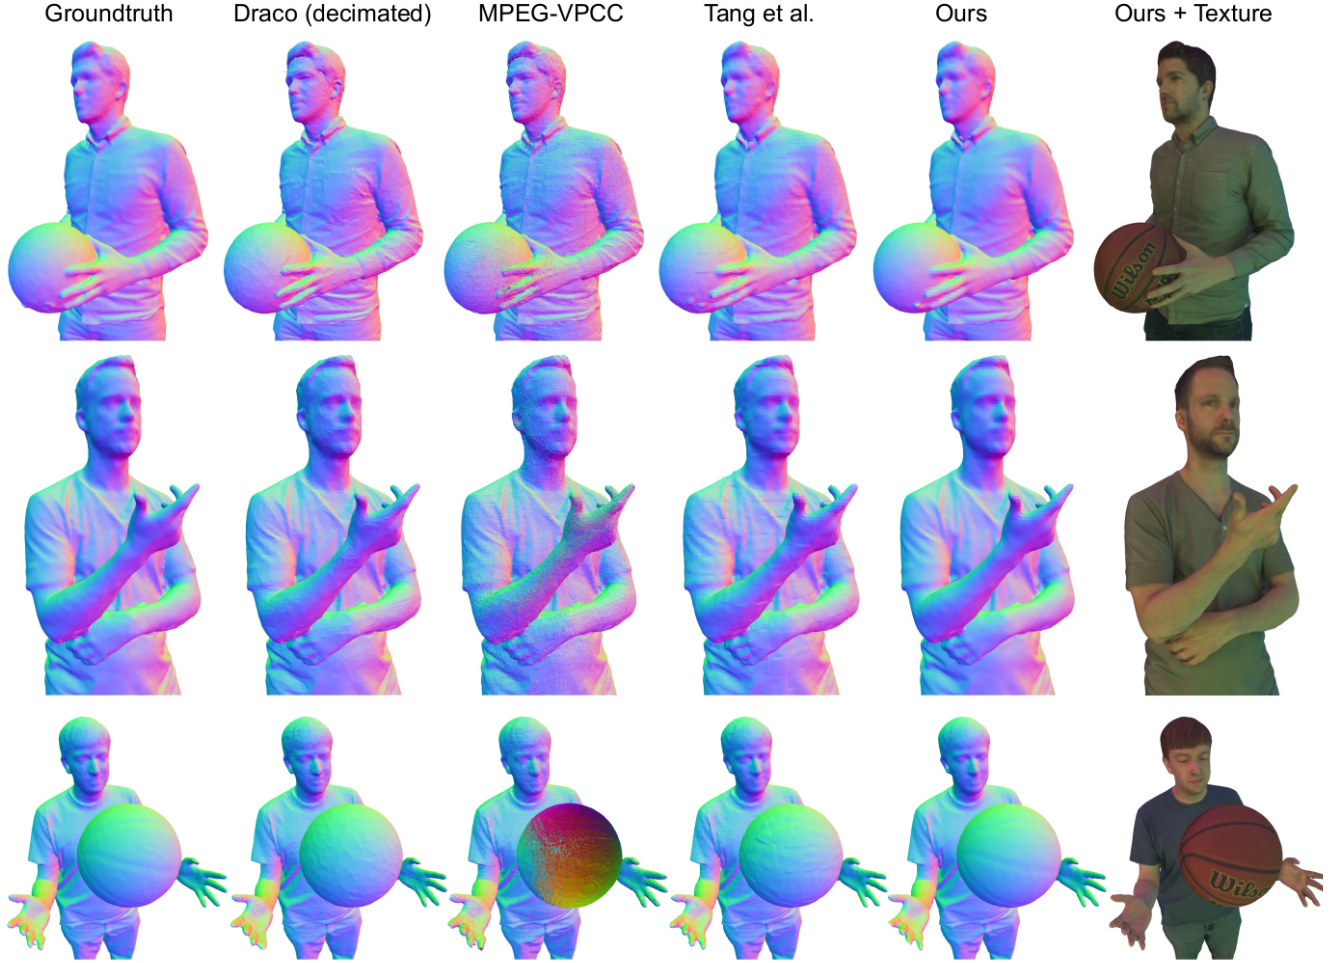 Groundtruth
Draco (decimated)
MPEG-VPCC
Tang et al.
Ours
Ours + Texture
Wilson
Wils